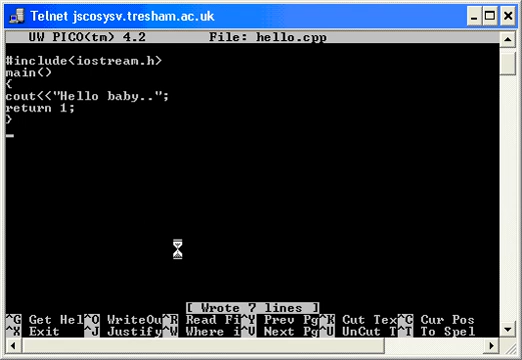 Telnet jscosysv.tresham.ac.uk
UW PICO(tm) 4.2 File: hello.cpp
#include<iostream.h>
main()
{
cout<<"Hello baby..";
return 1;
}
[ Wrote 7 lines ]
^G Get Hel^O WriteOu^R Read Fi^Y Prev Pg^K Cut Tex^C Cur Pos
^X Exit ^J Justify^W Where i^V Next Pg^U UnCut T^T To Spel